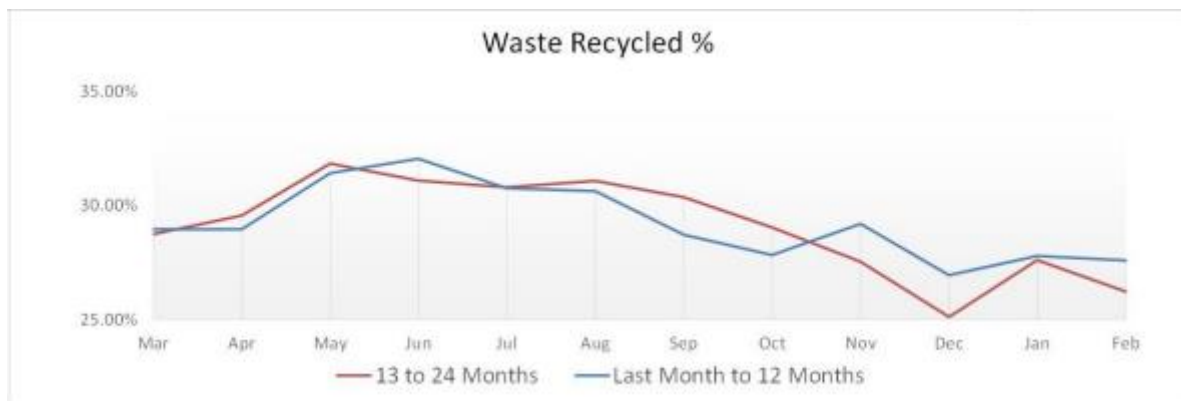 Waste Recycled %
35.00%
30.00%
25.00%
Mar Apr May Jun Jul Aug Sep Oct Nov Dec Jan Feb
13 to 24 Months Last Month to 12 Months